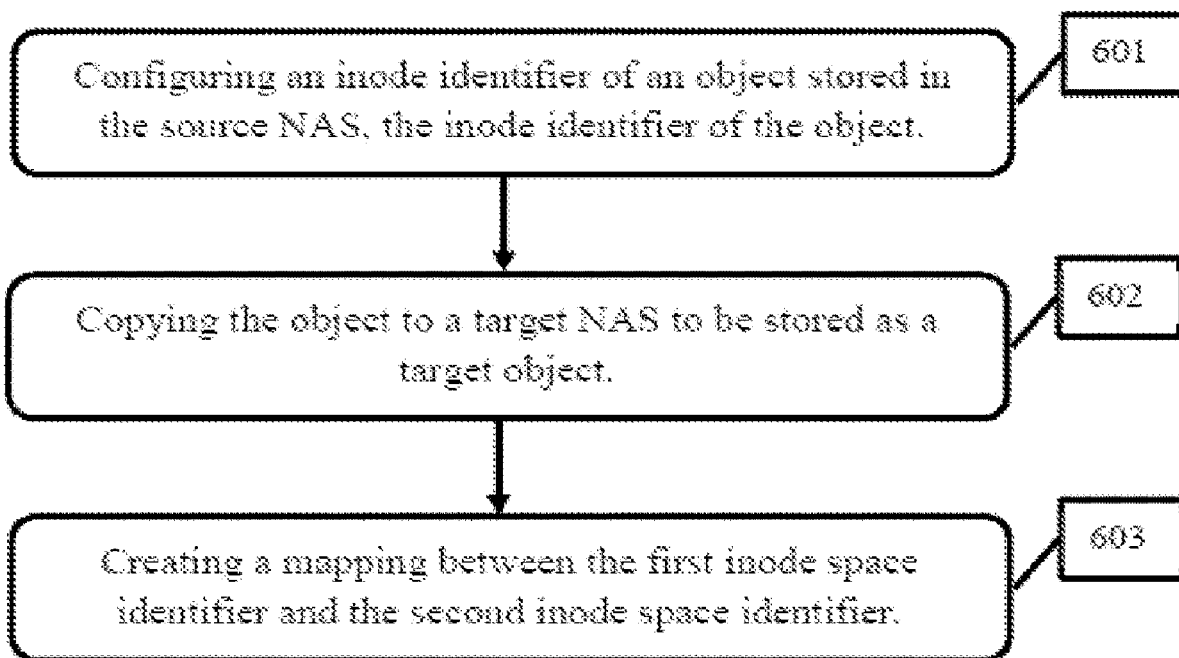 Configuring an inode identifier of an object stored in
the source NAS, the inode identifier of the object.
601
Copying the object to a target NAS to be stored as a
target object.
602
Creating a mapping between the first inode space
identifier and the second inode space identifier.
603